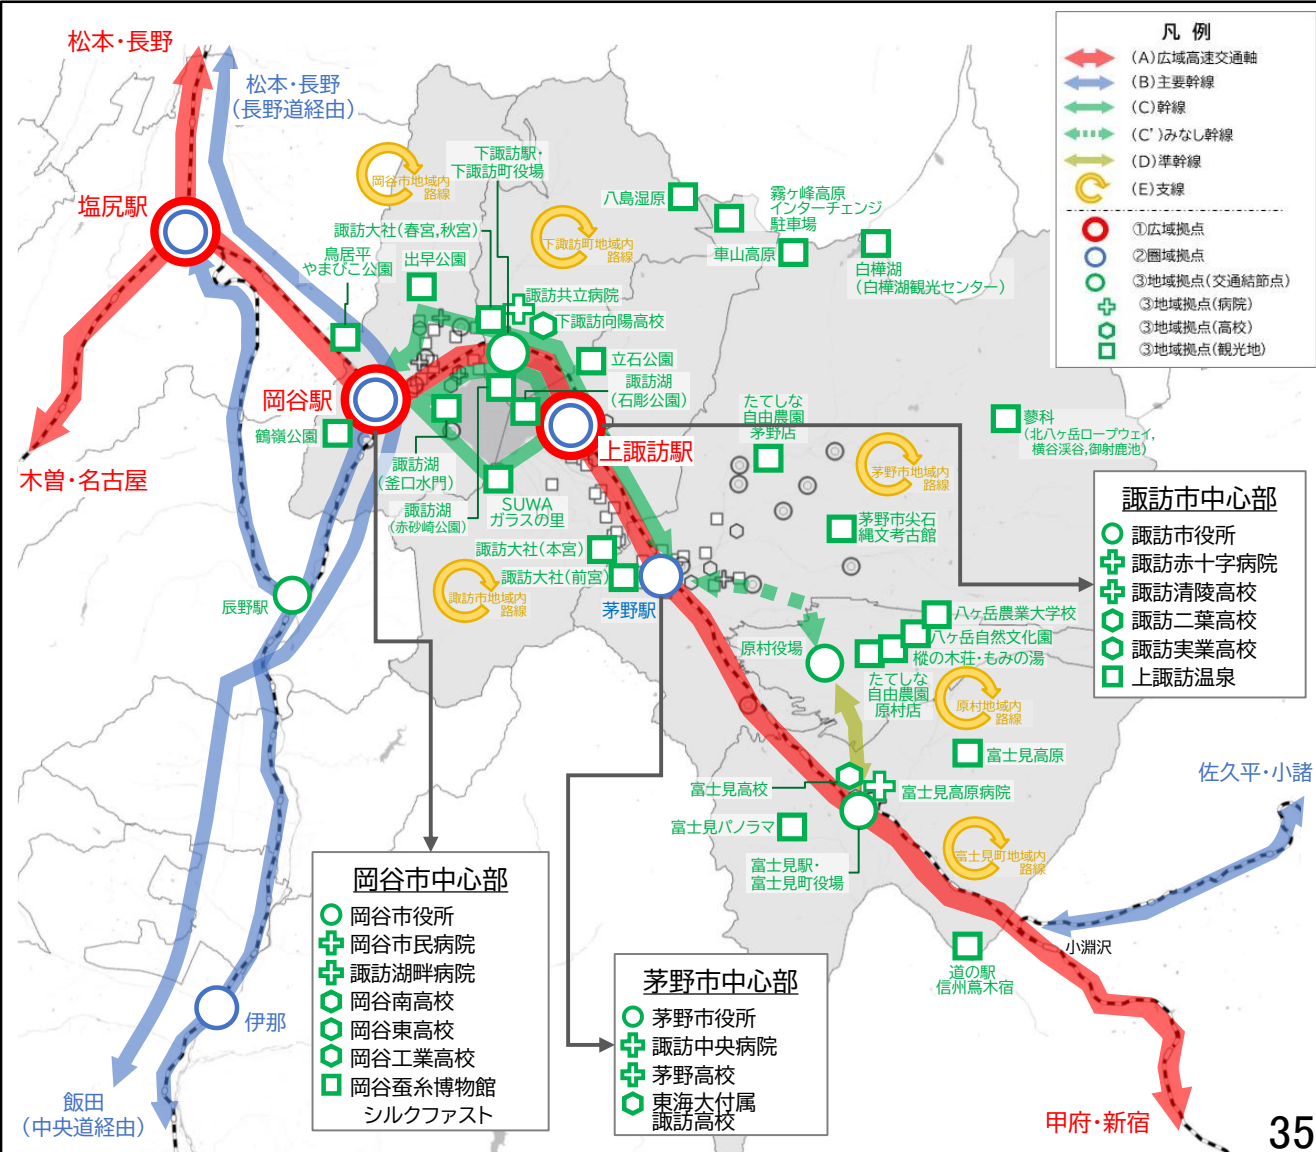 松本・長野
松本・長野
(長野道経由)
塩尻駅
木曽・名古屋
岡谷市地域内
路線
下諏訪駅・
下諏訪町役場
下諏訪町地域内
路線
諏訪大社(春宮,秋宮)
鳥居平
やまびこ公園
出早公園
諏訪共立病院
下諏訪向陽高校
立石公園
諏訪湖
(石彫公園)
岡谷駅
鶴嶺公園
上諏訪駅
諏訪湖
(釜口水門)
諏訪湖
(赤砂崎公園)
SUWA
ガラスの里
諏訪大社(本宮)
諏訪大社(前宮)
諏訪市地域内
路線
茅野駅
辰野駅
伊那
飯田
(中央道経由)
八島湿原
車山高原
霧ヶ峰高原
インターチェンジ
駐車場
白樺湖
(白樺湖観光センター)
たてしな
自由農園
茅野店
茅野市地域内
路線
茅野市尖石
縄文考古館
蓼科
(北八ヶ岳ロープウェイ,
横谷渓谷,御射鹿池)
八ヶ岳農業大学校
八ヶ岳自然文化園
樅の木荘・もみの湯
たてしな
自由農園
原村店
原村役場
原村地域内
路線
富士見高原
富士見高校
富士見高原病院
富士見パノラマ
富士見駅・
富士見町役場
富士見町地域内
路線
道の駅
信州蔦木宿
小淵沢
佐久平・小諸
甲府・新宿
凡 例
(A)広域高速交通軸
(B)主要幹線
(C)幹線
(C')みなし幹線
(D)準幹線
(E)支線
①広域拠点
②圏域拠点
③地域拠点(交通結節点)
③地域拠点(病院)
③地域拠点(高校)
③地域拠点(観光地)
諏訪市中心部
諏訪市役所
諏訪赤十字病院
諏訪清陵高校
諏訪二葉高校
諏訪実業高校
上諏訪温泉
岡谷市中心部
岡谷市役所
岡谷市民病院
諏訪湖畔病院
岡谷南高校
岡谷東高校
岡谷工業高校
岡谷蚕糸博物館
シルクファスト
茅野市中心部
茅野市役所
諏訪中央病院
茅野高校
東海大付属
諏訪高校
35